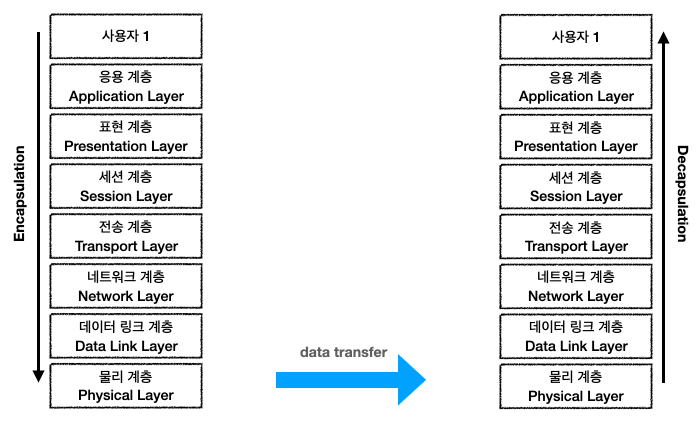 사용자 1
응용 계층
Application Layer
표현 계층
Presentation Layer
세션 계층
Session Layer
전송 계층
Transport Layer
네트워크 계층
Network Layer
데이터 링크 계층
Data Link Layer
물리 계층
Physical Layer
Encapsulation
data transfer
사용자 1
응용 계층
Application Layer
표현 계층
Presentation Layer
세션 계층
Session Layer
전송 계층
Transport Layer
네트워크 계층
Network Layer
데이터 링크 계층
Data Link Layer
물리 계층
Physical Layer
Decapsulation